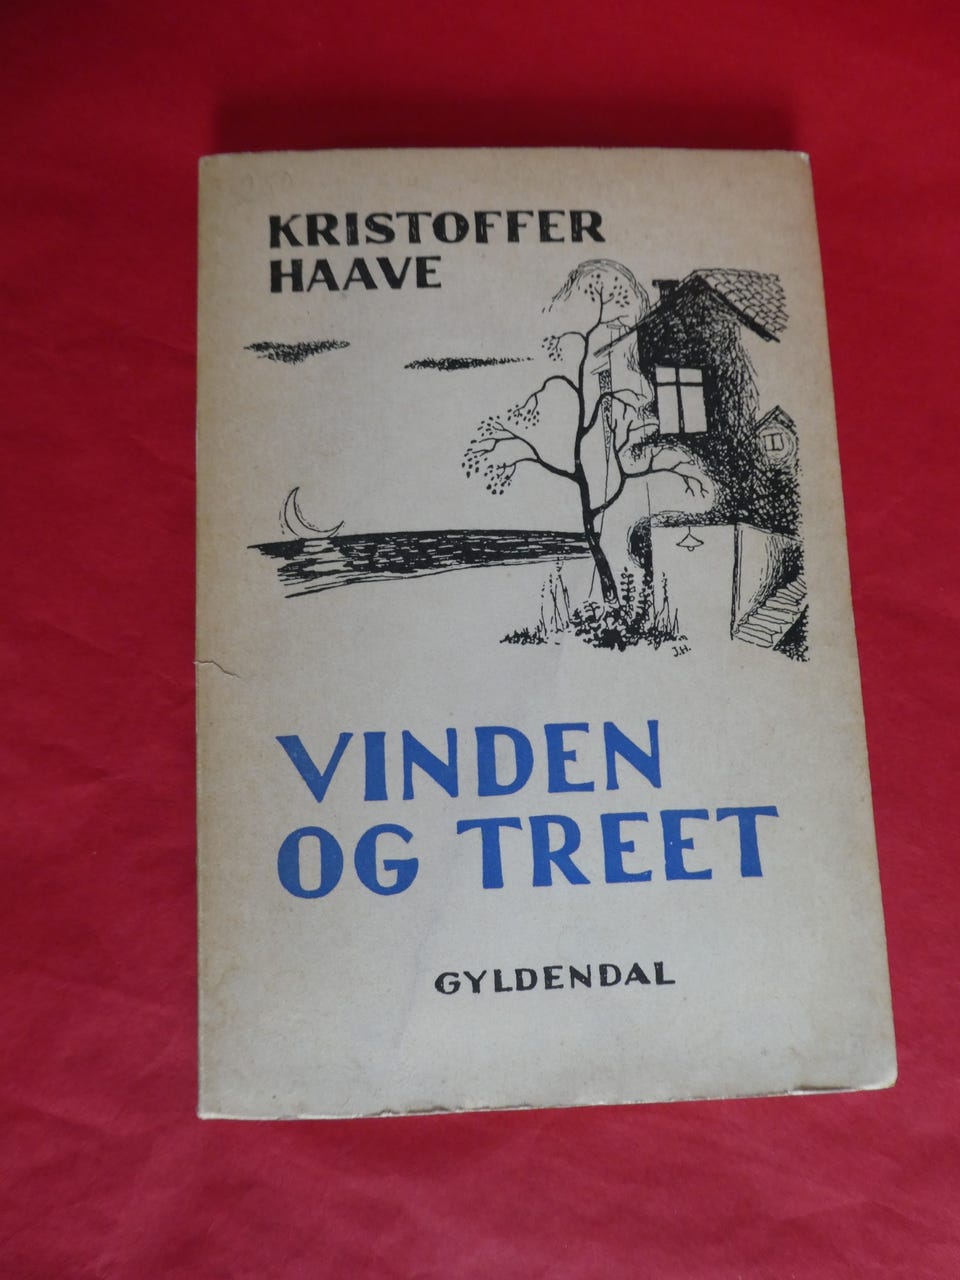 KRISTOFFER
HAAVE
J.H.
VINDEN
OG TREET
GYLDENDAL